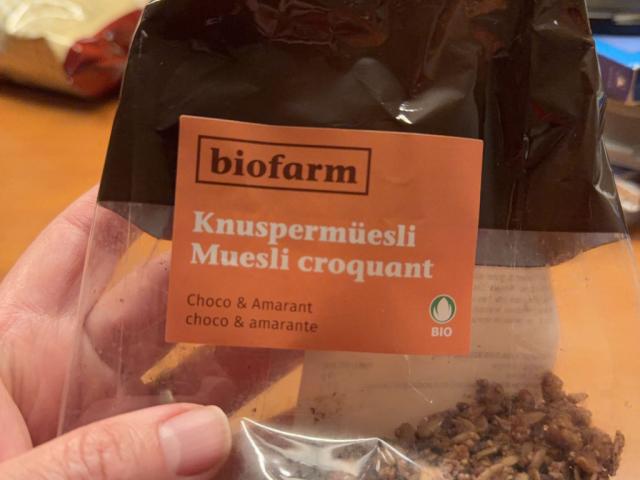 biofarm
Knuspermüesli
Muesli croquant
Choco & Amarant
choco & amarante
BIO